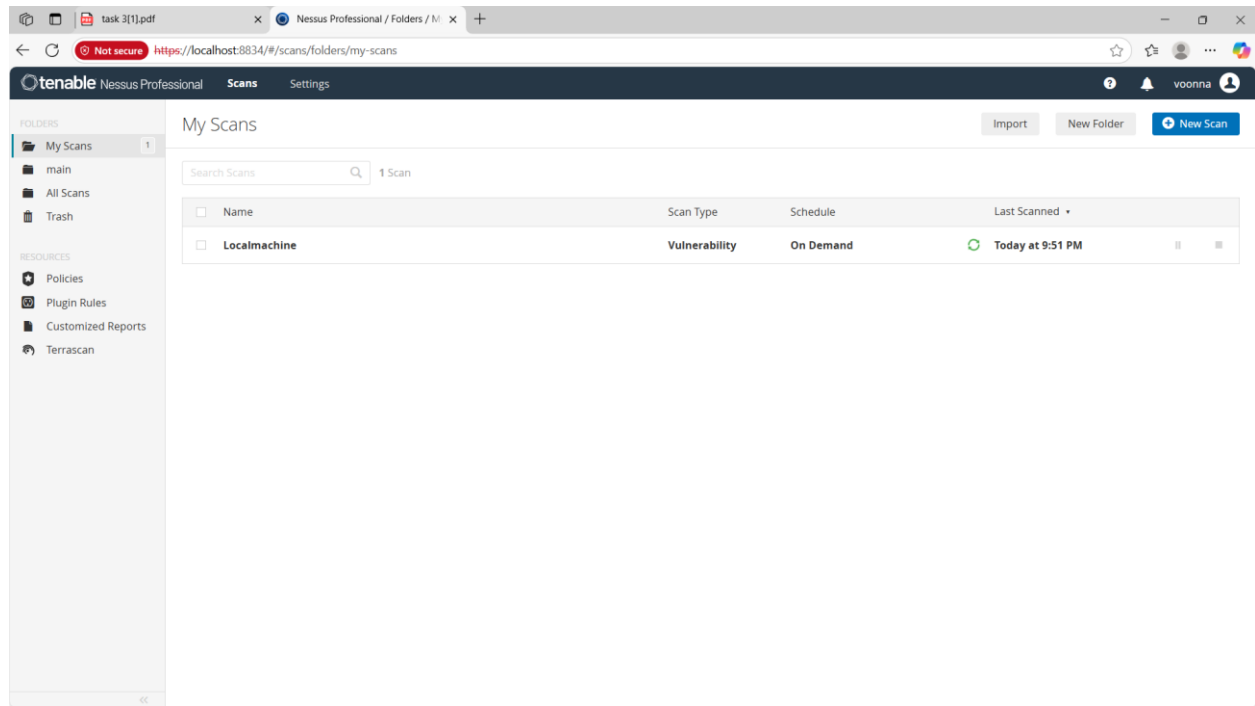 task 3[1].pdf
Nessus Professional / Folders / M
Not secure https://localhost:8834/#/scans/folders/my-scans
tenable Nessus Professional Scans Settings voonna
FOLDERS
My Scans 1
main
All Scans
Trash
RESOURCES
Policies
Plugin Rules
Customized Reports
Terrascan
My Scans
Import New Folder New Scan
Search Scans 1 Scan
Name Scan Type Schedule Last Scanned
Localmachine Vulnerability On Demand Today at 9:51 PM